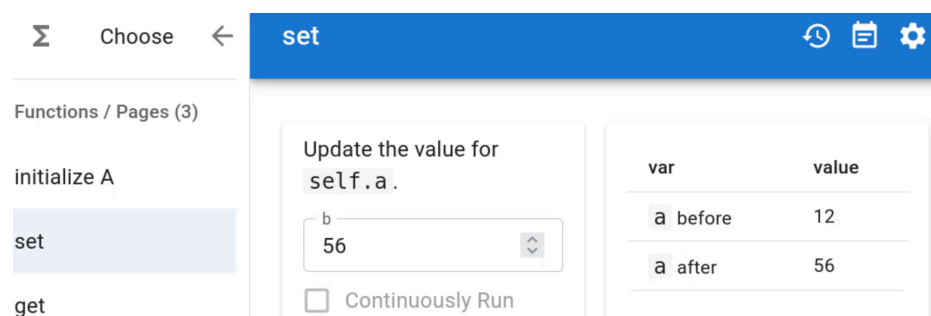 Σ Choose ←
set
Functions / Pages (3)
initialize A
set
get
Update the value for
self.a.
b
56
Continuously Run
var value
a before 12
a after 56